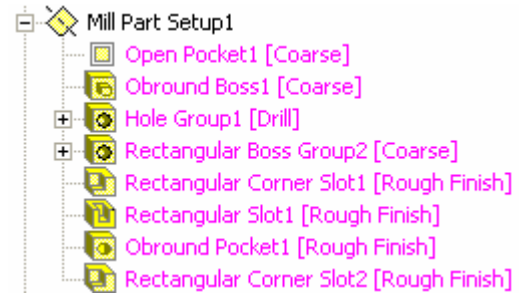 Mill Part Setup1
Open Pocket1 [Coarse]
Obround Boss1 [Coarse]
Hole Group1 [Drill]
Rectangular Boss Group2 [Coarse]
Rectangular Corner Slot1 [Rough Finish]
Rectangular Slot1 [Rough Finish]
Obround Pocket1 [Rough Finish]
Rectangular Corner Slot2 [Rough Finish]